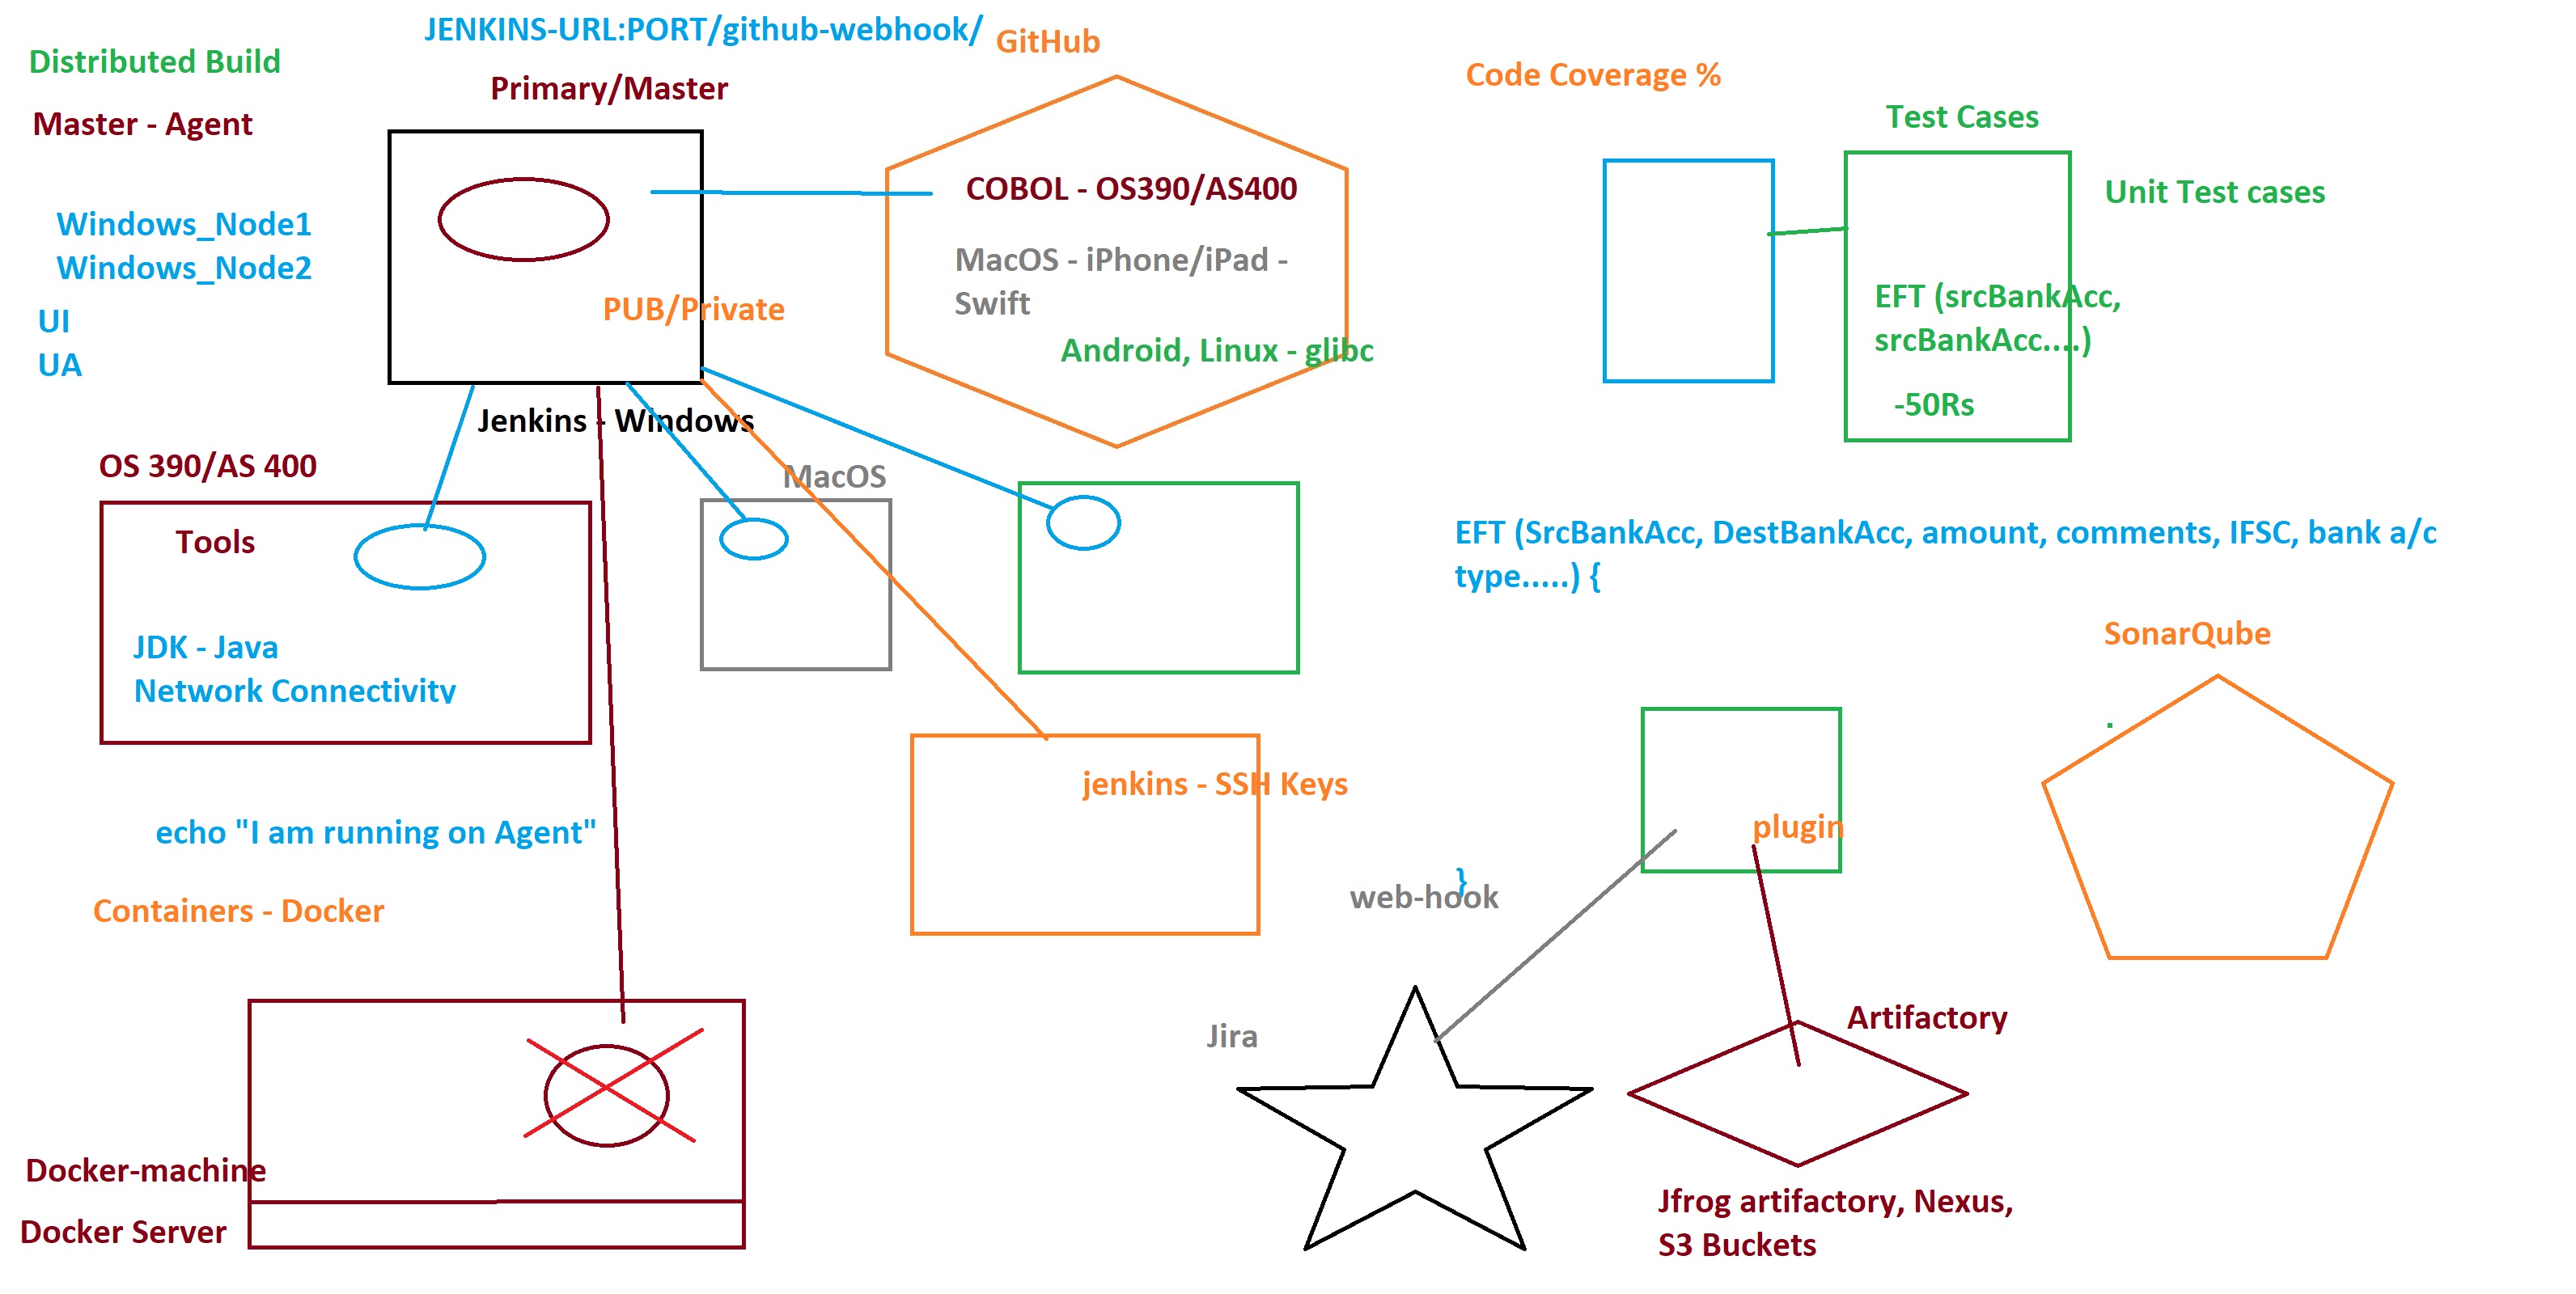 JENKINS-URL:PORT/github-webhook/
GitHub
Distributed Build
Primary/Master
Code Coverage %
Master - Agent
Test Cases
COBOL - OS390/AS400
Unit Test cases
Windows_Node1
Windows_Node2
MacOS - iPhone/iPad -
Swift
PUB/Private
EFT (srcBankAcc,
srcBankAcc....)
UI
UA
Android, Linux - glibc
-50Rs
Jenkins - Windows
OS 390/AS 400
MacOS
Tools
EFT (SrcBankAcc, DestBankAcc, amount, comments, IFSC, bank a/c
type.....) {
JDK - Java
Network Connectivity
SonarQube
jenkins - SSH Keys
echo "I am running on Agent"
plugin
}
web-hook
Containers - Docker
Jira
Artifactory
Docker-machine
Docker Server
Jfrog artifactory, Nexus,
S3 Buckets